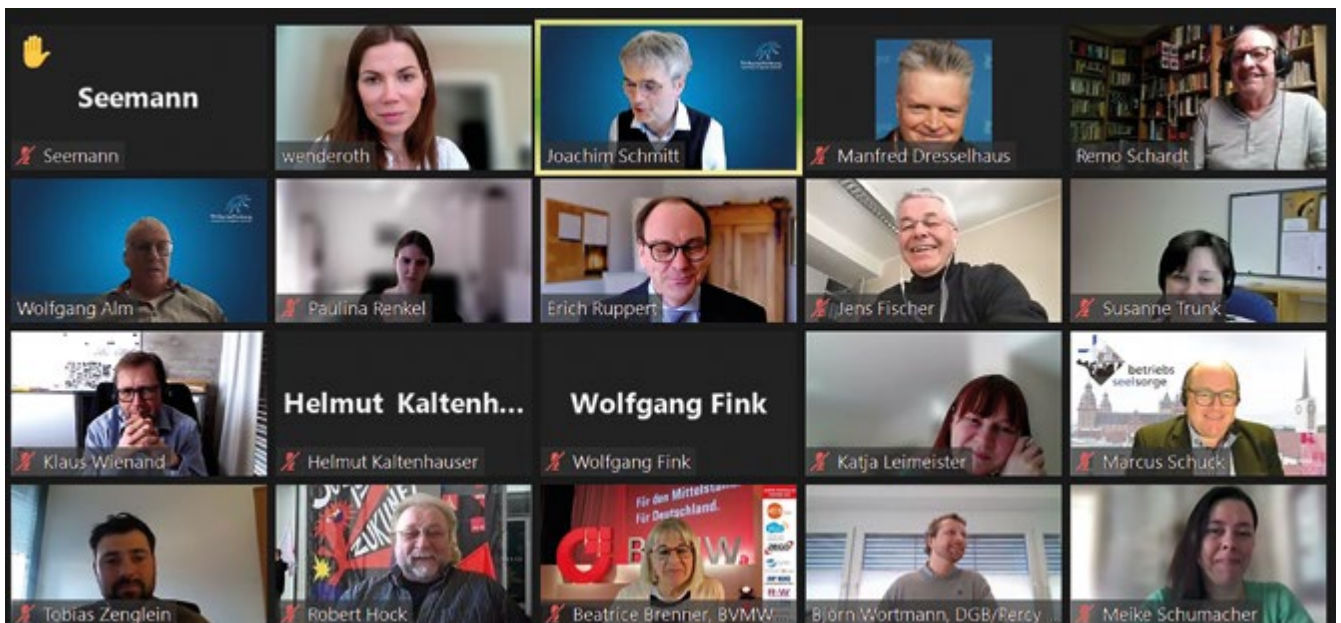 Seemann
Seemann
wenderoth
Joachim Schmitt
Manfred Dresselhaus
Remo Schardt
Wolfgang Alm
Paulina Renkel
Erich Ruppert
Jens Fischer
Susanne Trunk
Klaus Wienand
Helmut Kaltenh...
Helmut Kaltenhauser
Wolfgang Fink
Wolfgang Fink
Katja Leimeister
betriebs
seelsorge
Marcus Schuck
Tobias Zenglein
ZUKUNFT
Robert Hock
Für den Mittelstand.
Für Deutschland.
BVMW
Beatrice Brenner, BVMW...
Björn Wortmann, DGB/Percy
Meike Schumacher